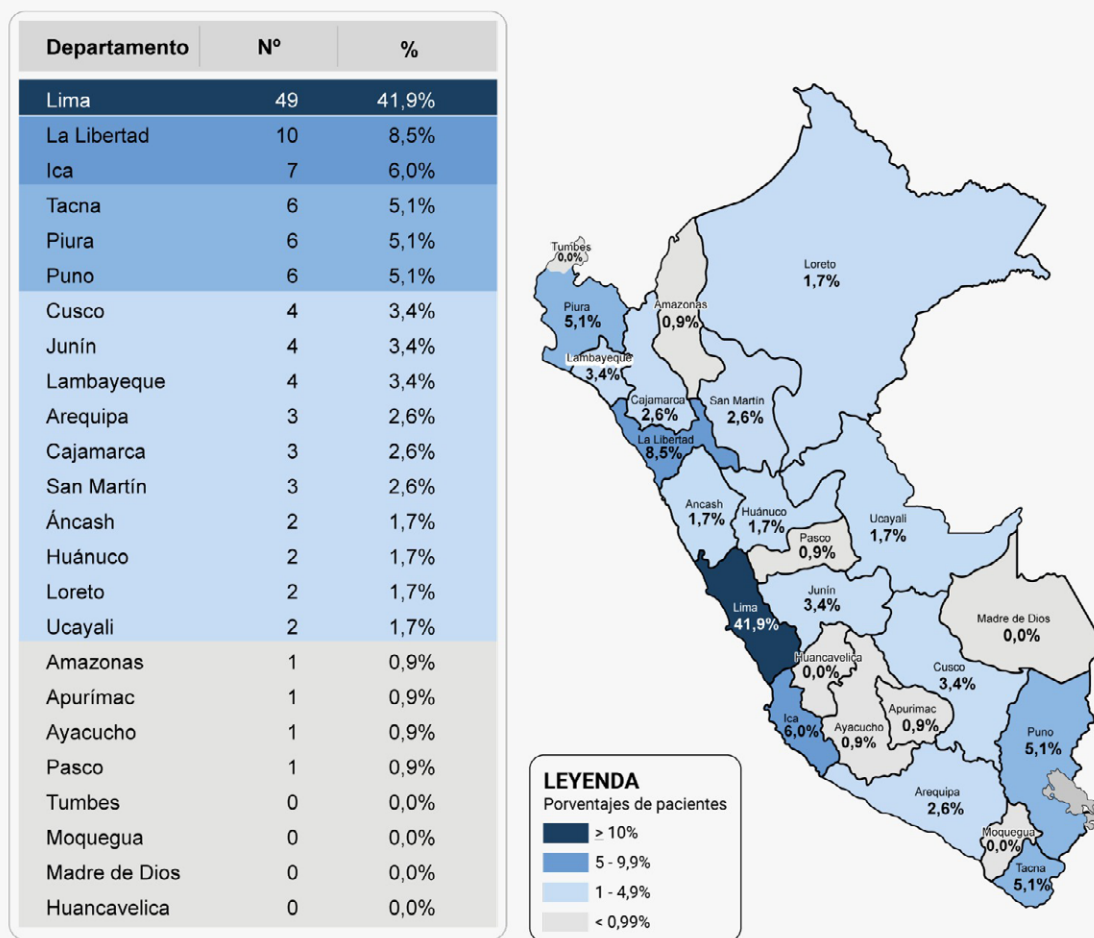 Departamento Nº %
Lima 49 41,9%
La Libertad 10 8,5%
Ica 7 6,0%
Tacna 6 5,1%
Piura 6 5,1%
Puno 6 5,1%
Cusco 4 3,4%
Junín 4 3,4%
Lambayeque 4 3,4%
Arequipa 3 2,6%
Cajamarca 3 2,6%
San Martín 3 2,6%
Áncash 2 1,7%
Huánuco 2 1,7%
Loreto 2 1,7%
Ucayali 2 1,7%
Amazonas 1 0,9%
Apurímac 1 0,9%
Ayacucho 1 0,9%
Pasco 1 0,9%
Tumbes 0 0,0%
Moquegua 0 0,0%
Madre de Dios 0 0,0%
Huancavelica 0 0,0%
Tumbes
0,0%
Piura
5,1%
Amazonas
0,9%
Loreto
1,7%
Lambayeque
3,4%
Cajamarca
2,6%
San Martín
2,6%
La Libertad
8,5%
Ancash
1,7%
Huánuco
1,7%
Ucayali
1,7%
Pasco
0,9%
Junín
3,4%
Lima
41,9%
Madre de Dios
0,0%
Huancavelica
0,0%
Cusco
3,4%
Ica
6,0%
Ayacucho
0,9%
Apurimac
0,9%
Puno
5,1%
Arequipa
2,6%
Moquegua
0,0%
Tacna
5,1%
LEYENDA
Porventajes de pacientes
≥ 10%
5 - 9,9%
1 - 4,9%
< 0,99%